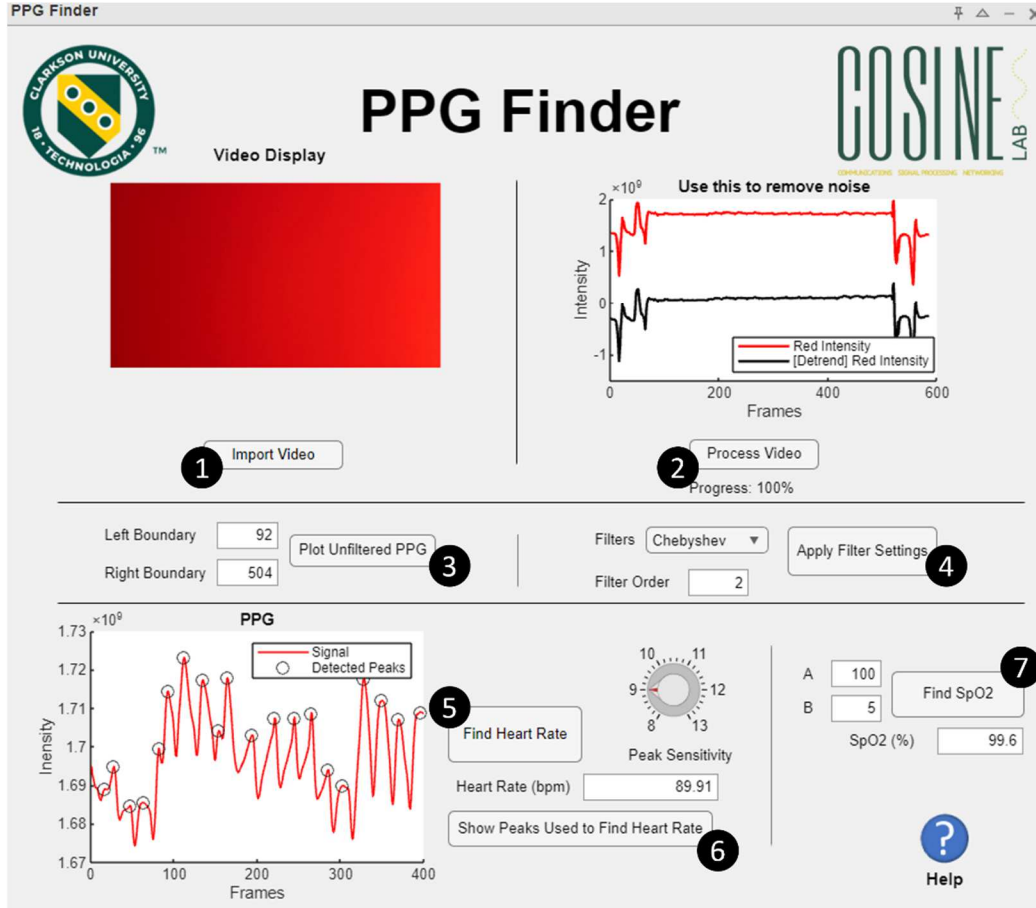 PPG Finder
CLARKSON UNIVERSITY
18 • TECHNOLOGIA • 96
TM
PPG Finder
COSINE
LAB
COMMUNICATIONS SIGNAL PROCESSING NETWORKING
Video Display
Use this to remove noise
×10⁹
2
1
0
-1
Intensity
Red Intensity
[Detrend] Red Intensity
0 200 400 600
Frames
1
Import Video
2
Process Video
Progress: 100%
Left Boundary 92
Right Boundary 504
Plot Unfiltered PPG
3
Filters Chebyshev
Filter Order 2
Apply Filter Settings
4
PPG
×10⁹
1.73
1.72
1.71
1.7
1.69
1.68
1.67
Inensity
Signal
Detected Peaks
0 100 200 300 400
Frames
5
Find Heart Rate
8 9 10 11 12 13
Peak Sensitivity
Heart Rate (bpm) 89.91
Show Peaks Used to Find Heart Rate
6
A 100
B 5
Find SpO2
7
SpO2 (%) 99.6
?
Help